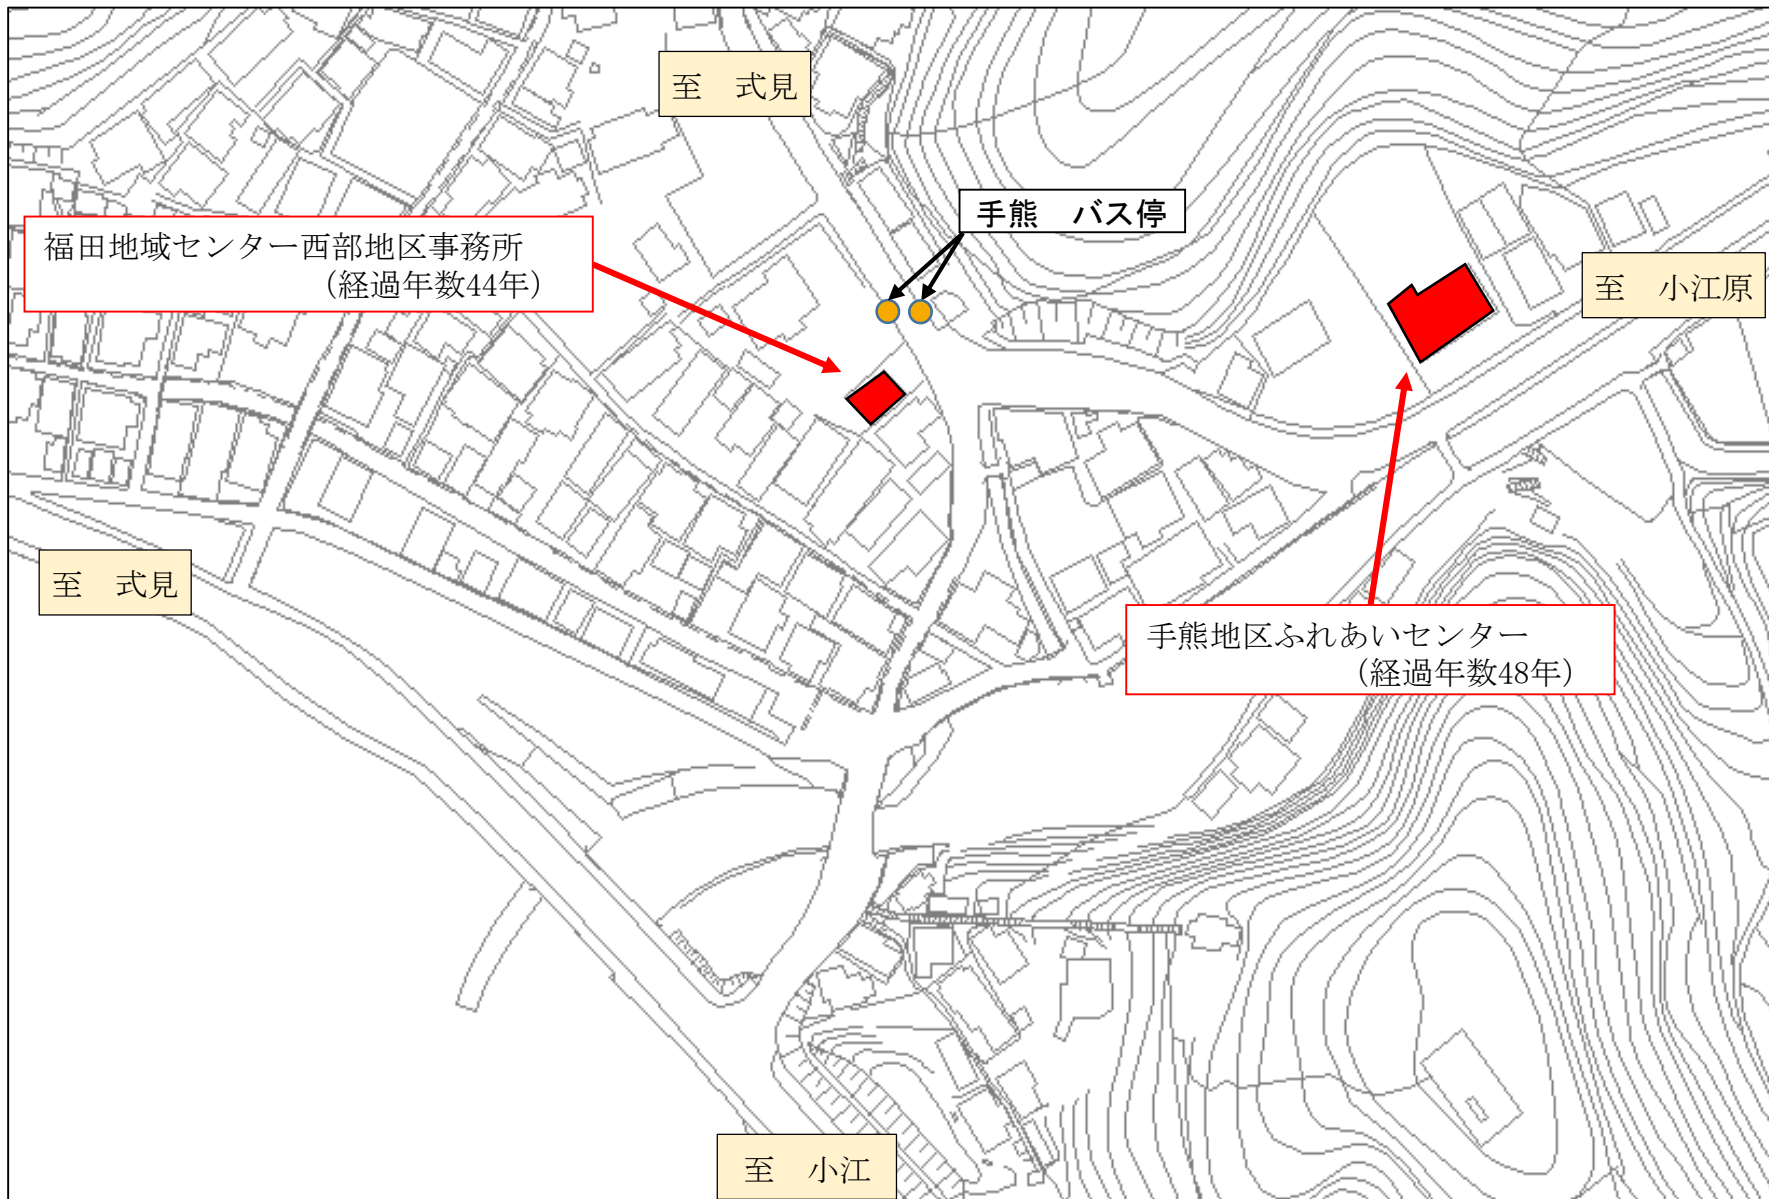 至　式見
手熊　バス停
福田地域センター西部地区事務所
（経過年数44年）
至　小江原
至　式見
手熊地区ふれあいセンター
（経過年数48年）
至　小江